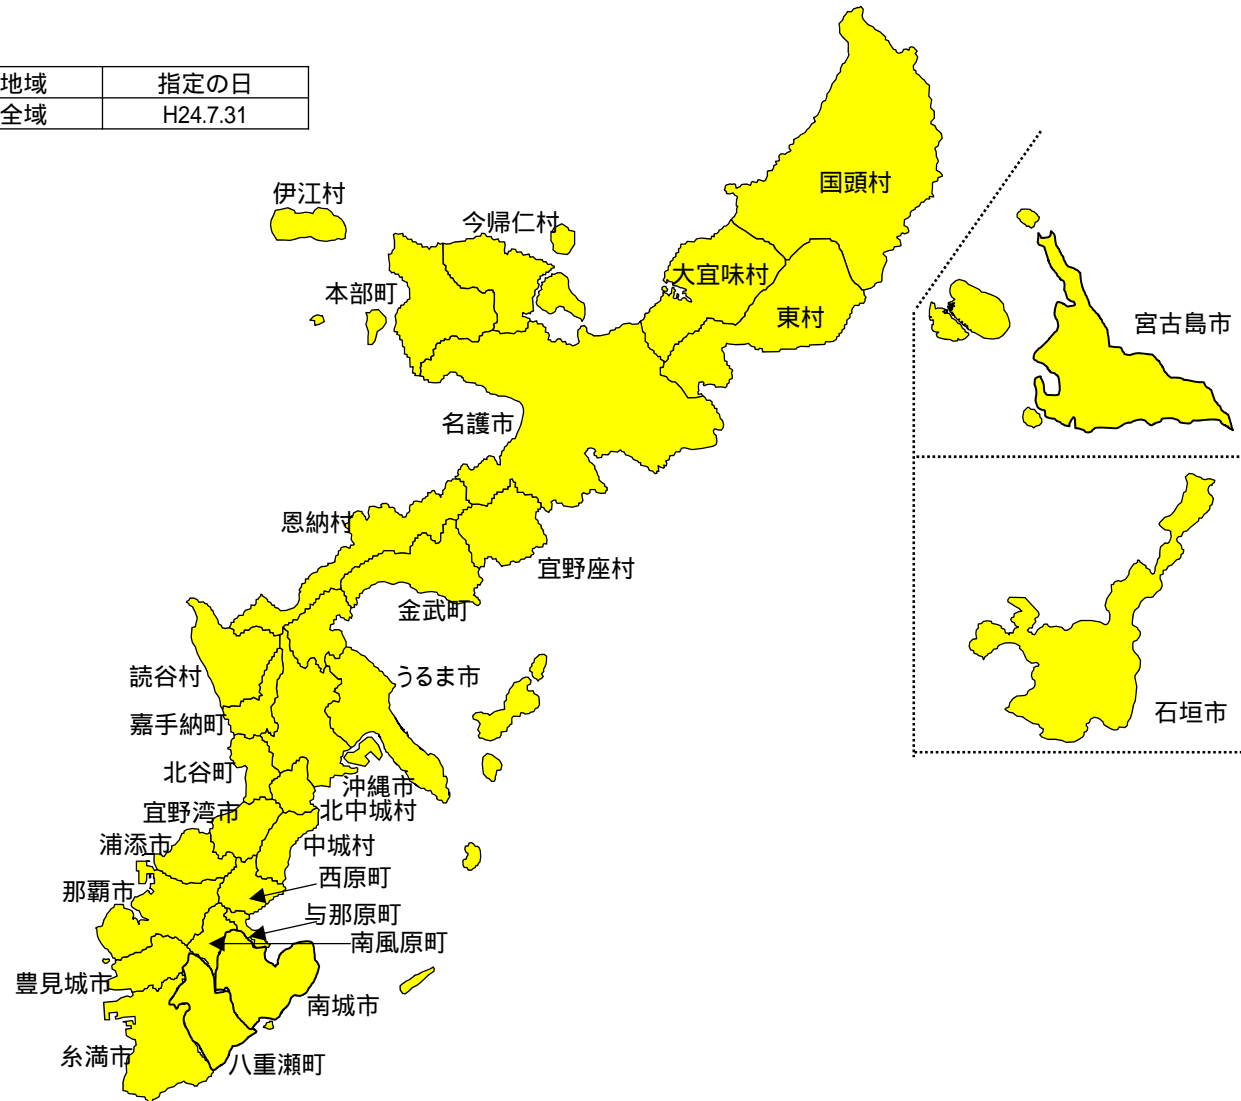 地域 指定の日
全域 H24.7.31
国頭村
伊江村
今帰仁村
大宜味村
本部町
東村
宮古島市
名護市
恩納村
宜野座村
金武町
読谷村
うるま市
石垣市
嘉手納町
北谷町
沖縄市
宜野湾市
北中城村
浦添市
中城村
西原町
那覇市
与那原町
南風原町
豊見城市
南城市
糸満市
八重瀬町